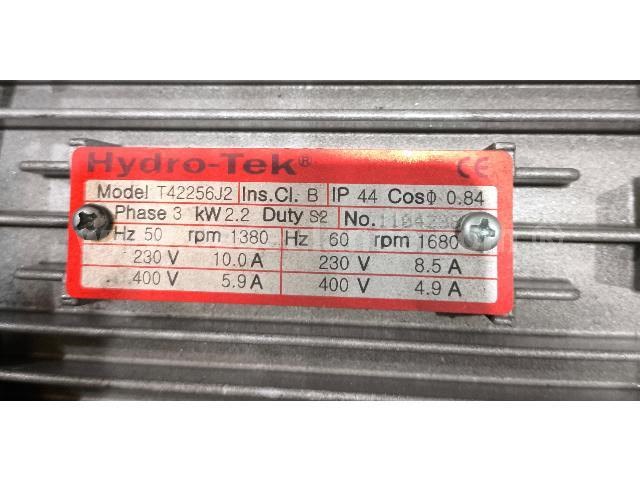 Hydro-Tek® CE
Model T42256J2 Ins.Cl. B IP 44 CosΦ 0.84
Phase 3 kW 2.2 Duty S2 No.
Hz 50 rpm 1380 Hz 60 rpm 1680
230 V 10.0 A 230 V 8.5 A
400 V 5.9 A 400 V 4.9 A